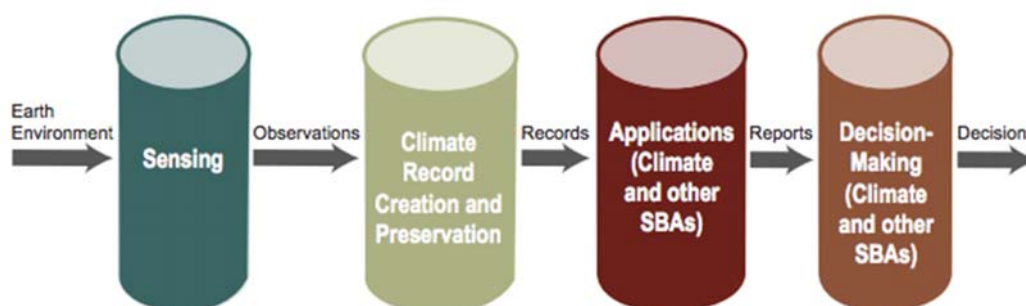 Earth
Environment
Sensing
Observations
Climate
Record
Creation and
Preservation
Records
Applications
(Climate
and other
SBAs)
Reports
Decision-
Making
(Climate
and other
SBAs)
Decision